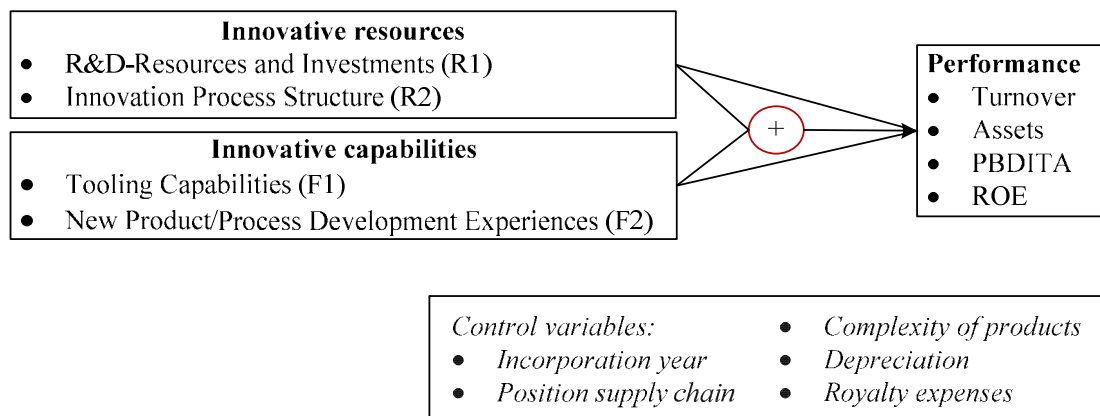 Innovative resources
• R&D-Resources and Investments (R1)
• Innovation Process Structure (R2)
Innovative capabilities
• Tooling Capabilities (F1)
• New Product/Process Development Experiences (F2)
+
Performance
• Turnover
• Assets
• PBDITA
• ROE
Control variables:
• Incorporation year
• Position supply chain
• Complexity of products
• Depreciation
• Royalty expenses